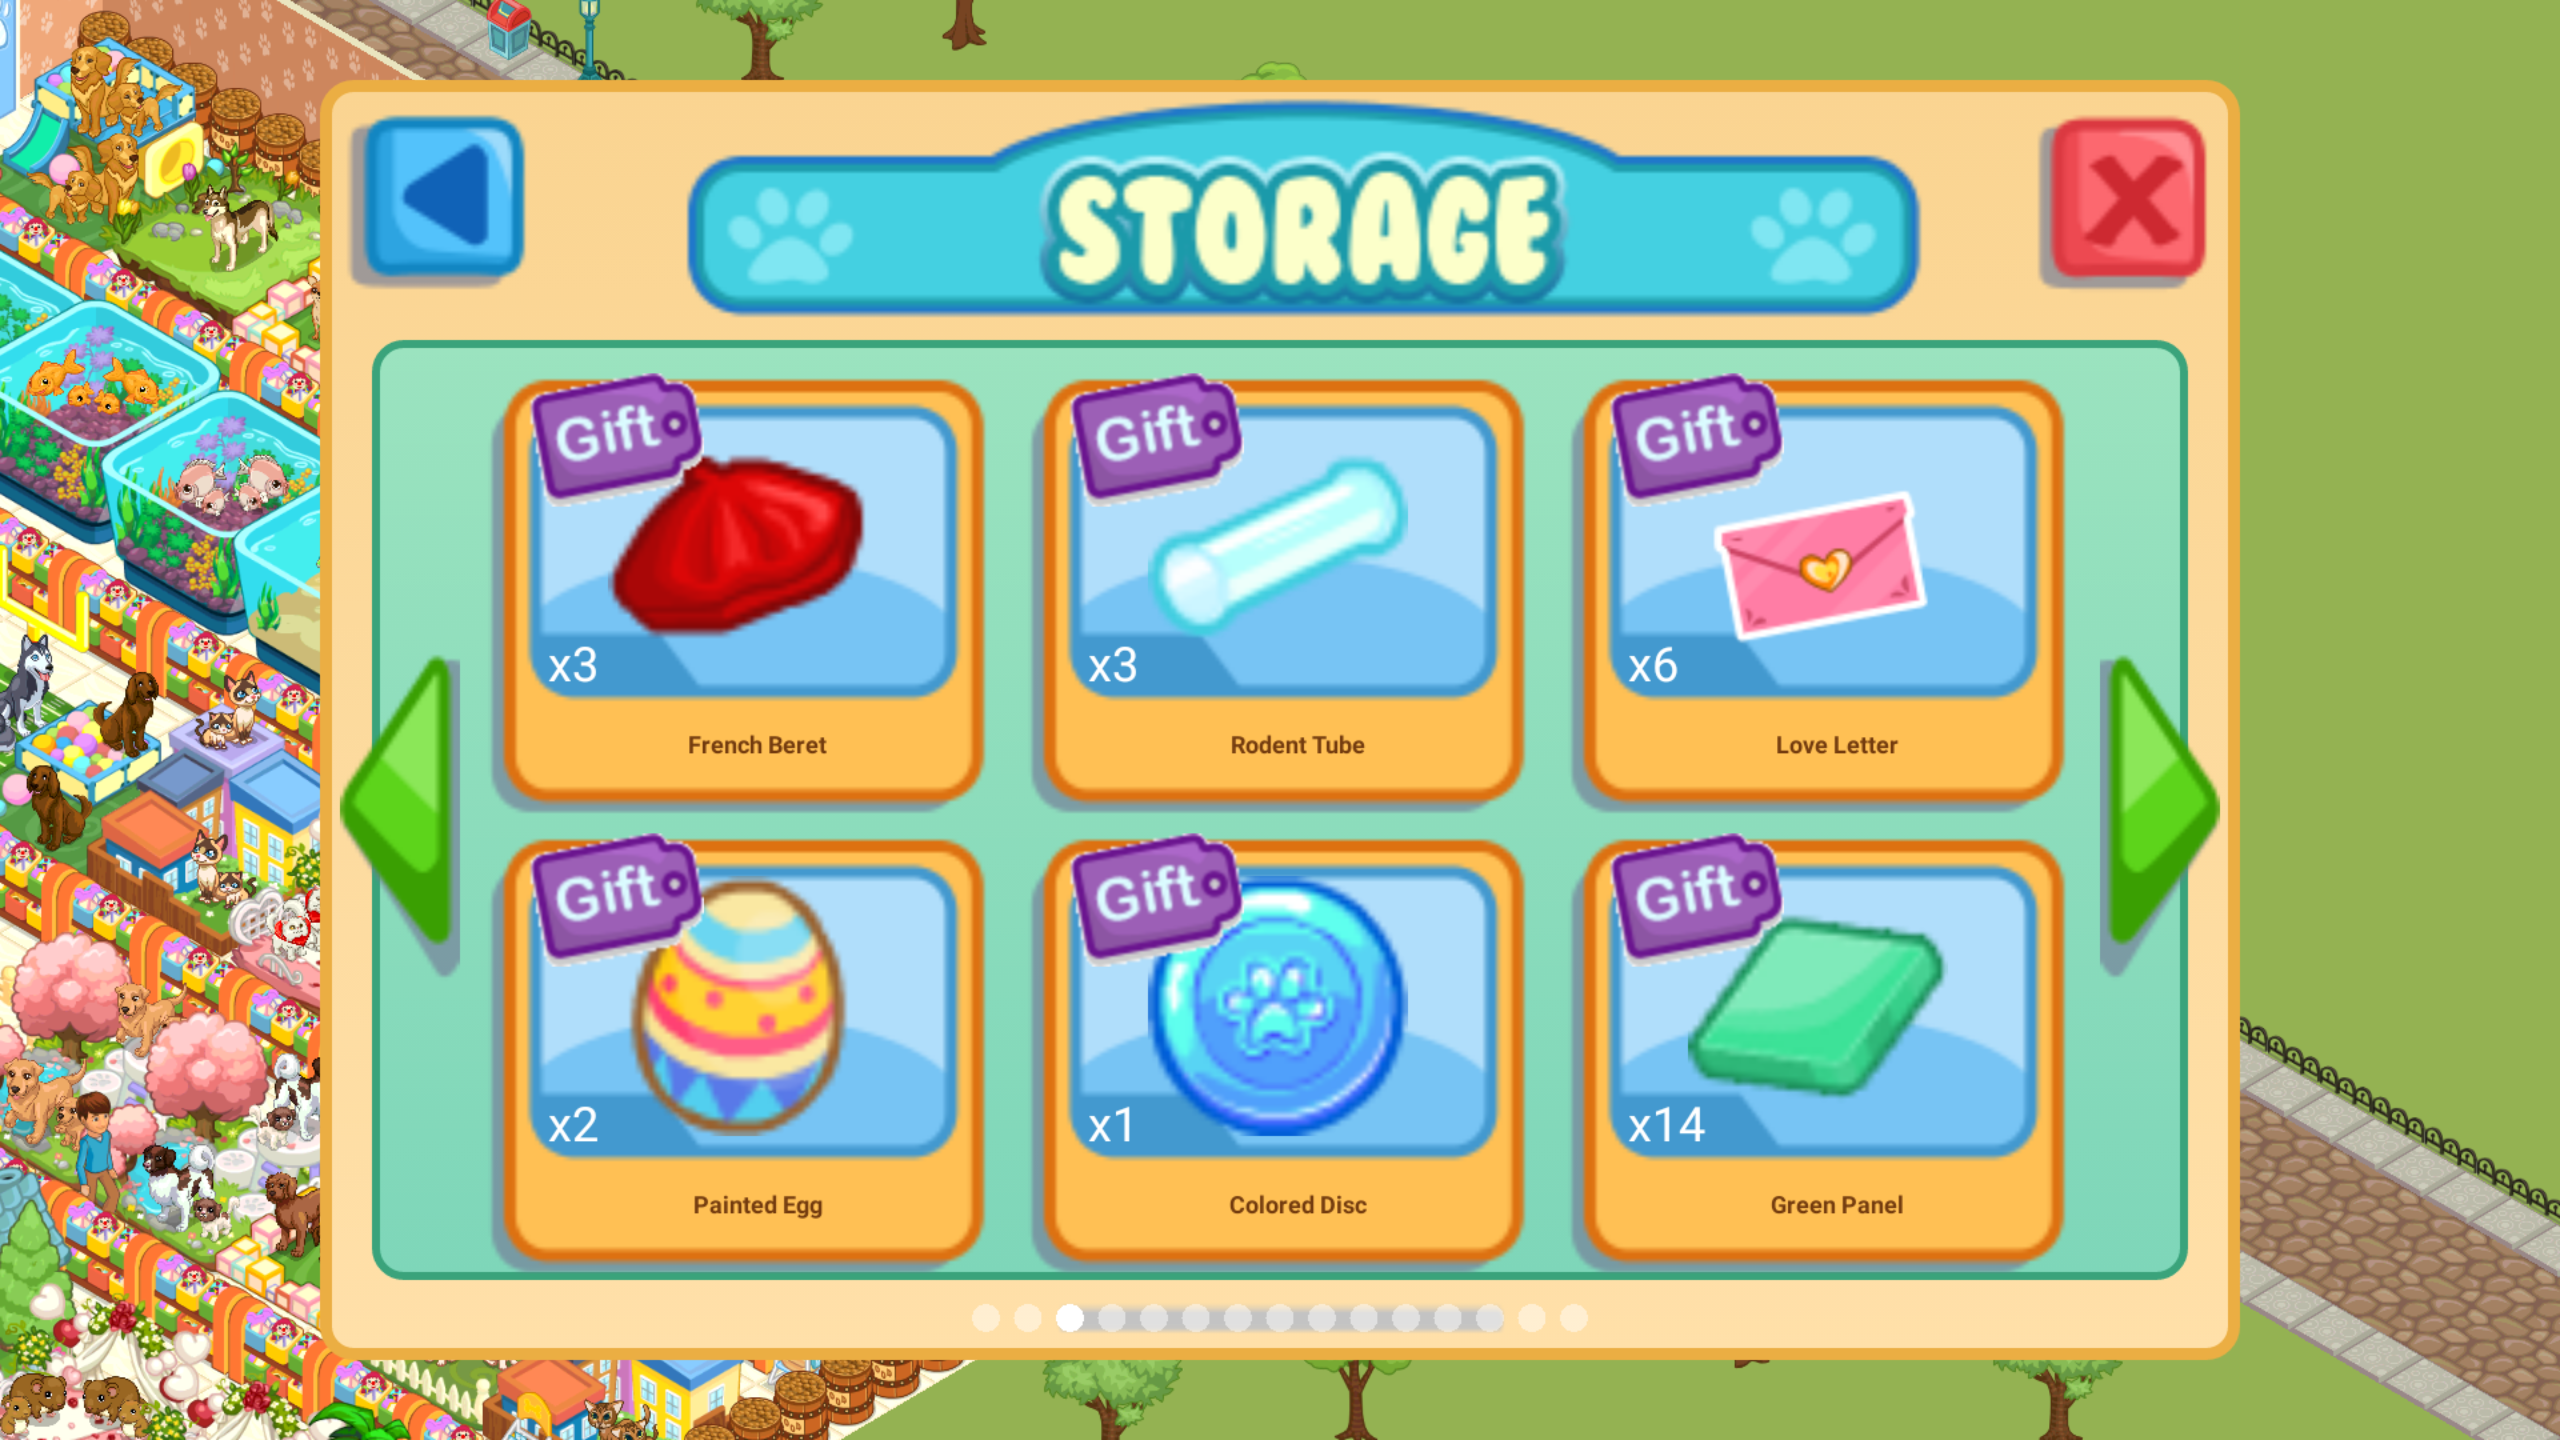 STORAGE
Gift
x3
French Beret
Gift
x3
Rodent Tube
Gift
x6
Love Letter
Gift
x2
Painted Egg
Gift
x1
Colored Disc
Gift
x14
Green Panel